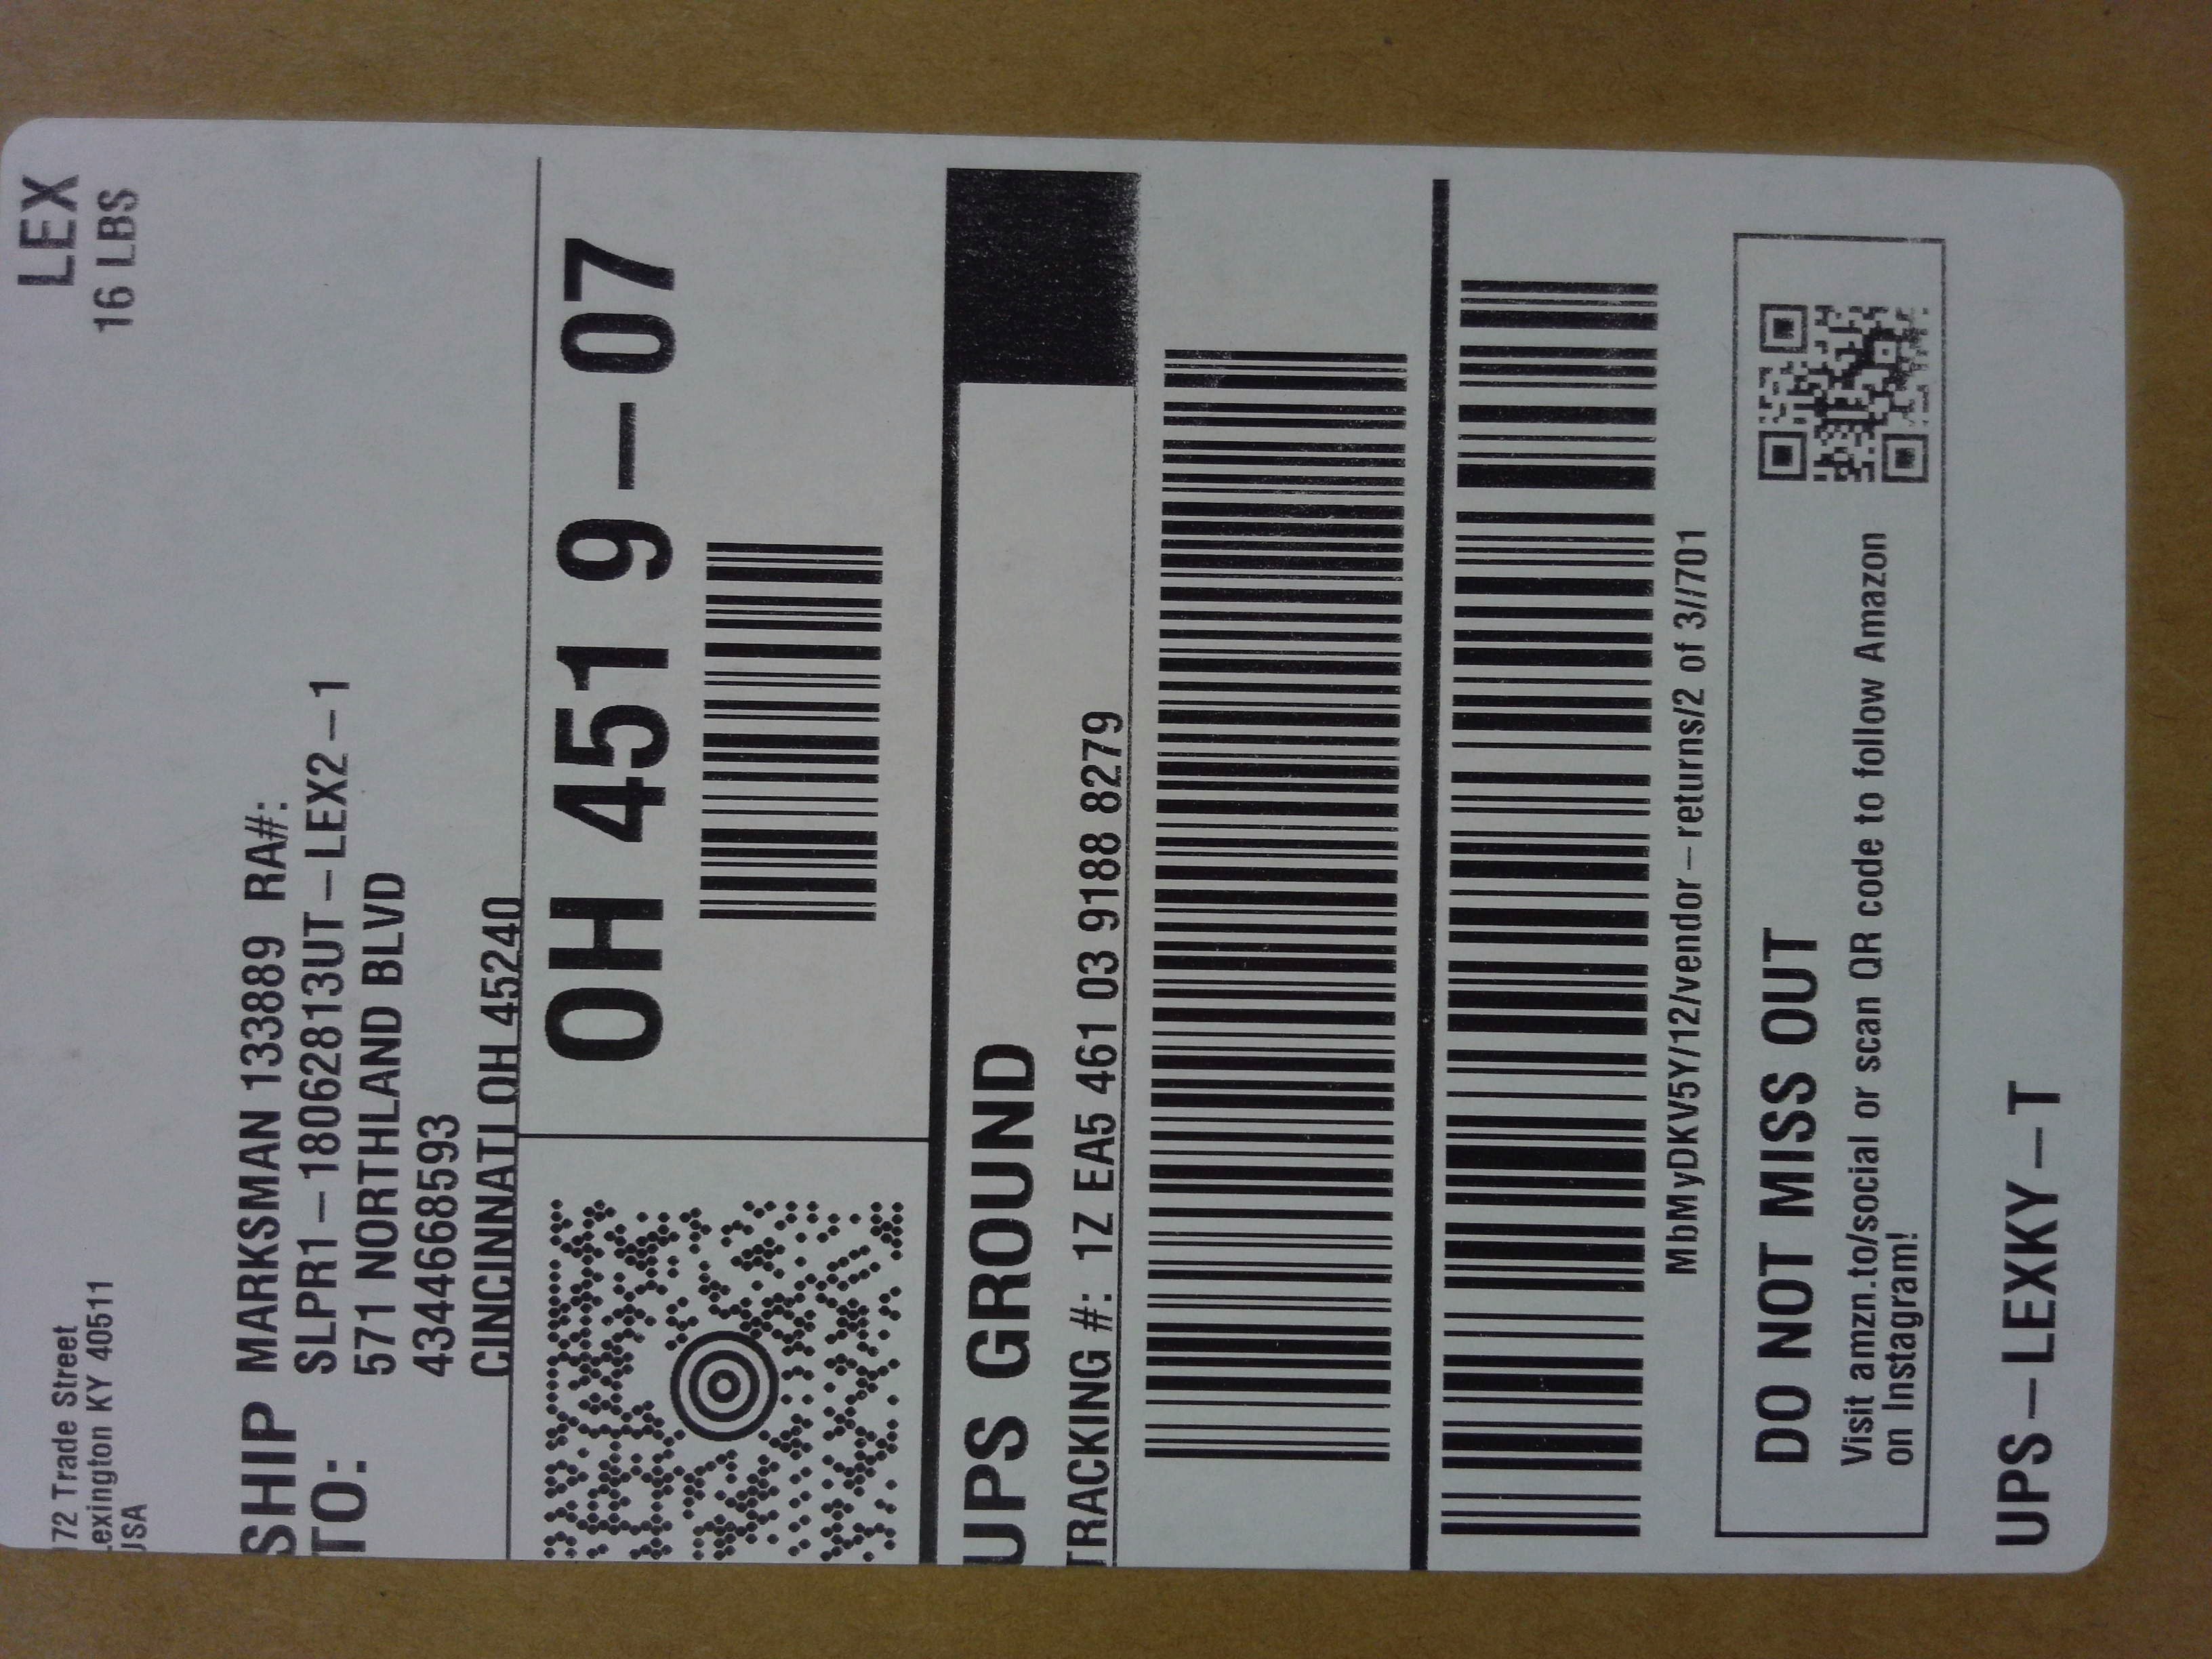 LEX
16 LBS
72 Trade Street
Lexington KY 40511
USA
SHIP
TO:
MARKSMAN 133889 RA#:
SLPR1-18062813UT-LEX2-1
571 NORTHLAND BLVD
4344668593
CINCINNATI OH 45240
OH 451 9-07
UPS GROUND
TRACKING #: 1Z EA5 461 03 9188 8279
MbMyDKV5Y/12/vendor-returns/2 of 3//701
DO NOT MISS OUT
Visit amzn.to/social or scan QR code to follow Amazon
on Instagram!
UPS-LEXKY-T